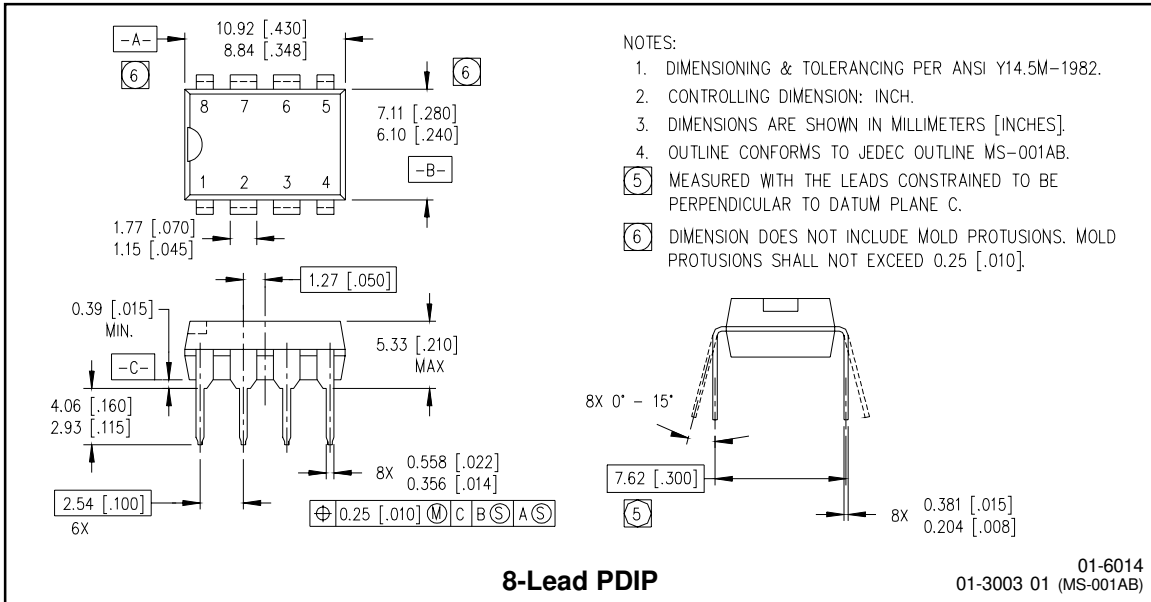 10.92 [.430]
8.84 [.348]
-A-
6
6
8 7 6 5
1 2 3 4
7.11 [.280]
6.10 [.240]
-B-
1.77 [.070]
1.15 [.045]
1.27 [.050]
0.39 [.015]
MIN.
-C-
5.33 [.210]
MAX
4.06 [.160]
2.93 [.115]
8X 0.558 [.022]
0.356 [.014]
2.54 [.100]
6X
⌖ 0.25 [.010] Ⓜ C B Ⓢ A Ⓢ
NOTES:
1. DIMENSIONING & TOLERANCING PER ANSI Y14.5M-1982.
2. CONTROLLING DIMENSION: INCH.
3. DIMENSIONS ARE SHOWN IN MILLIMETERS [INCHES].
4. OUTLINE CONFORMS TO JEDEC OUTLINE MS-001AB.
5 MEASURED WITH THE LEADS CONSTRAINED TO BE
PERPENDICULAR TO DATUM PLANE C.
6 DIMENSION DOES NOT INCLUDE MOLD PROTUSIONS. MOLD
PROTUSIONS SHALL NOT EXCEED 0.25 [.010].
8X 0° - 15°
7.62 [.300]
5
8X 0.381 [.015]
0.204 [.008]
8-Lead PDIP
01-6014
01-3003 01 (MS-001AB)